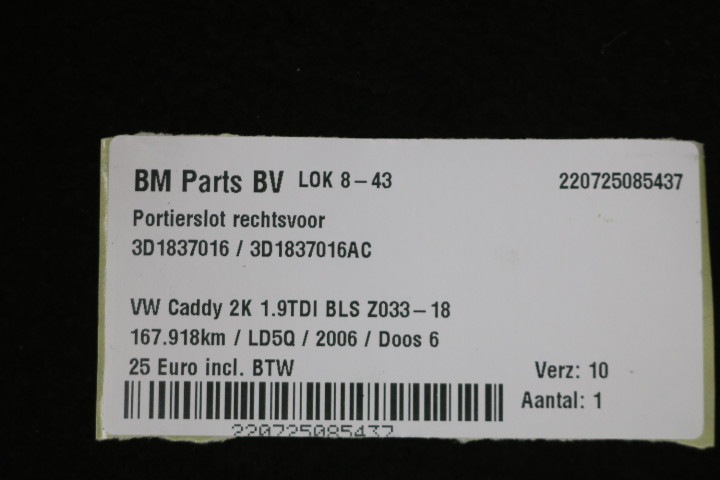 BM Parts BV LOK 8-43 220725085437
Portierslot rechtsvoor
3D1837016 / 3D1837016AC
VW Caddy 2K 1.9TDI BLS Z033-18
167.918km / LD5Q / 2006 / Doos 6
25 Euro incl. BTW Verz: 10
Aantal: 1
220725085437